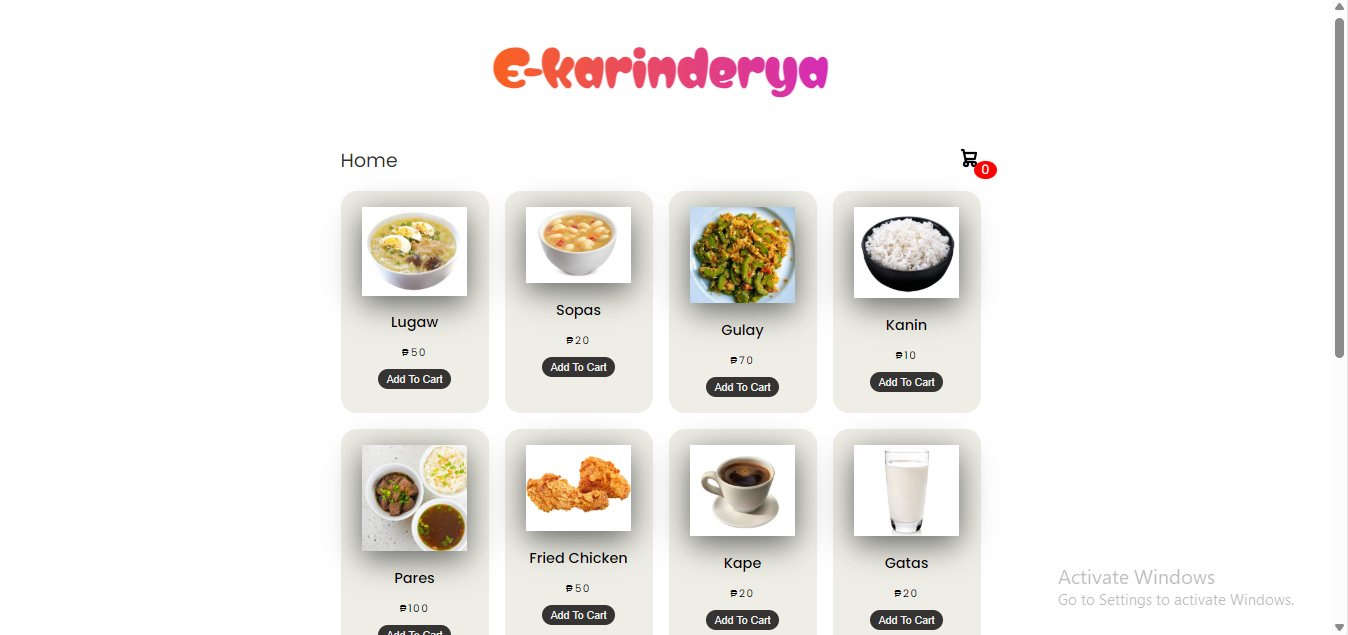 E-karinderya
Home
0
Lugaw
₱50
Add To Cart
Sopas
₱20
Add To Cart
Gulay
₱70
Add To Cart
Kanin
₱10
Add To Cart
Pares
₱100
Add To Cart
Fried Chicken
₱50
Add To Cart
Kape
₱20
Add To Cart
Gatas
₱20
Add To Cart
Activate Windows
Go to Settings to activate Windows.